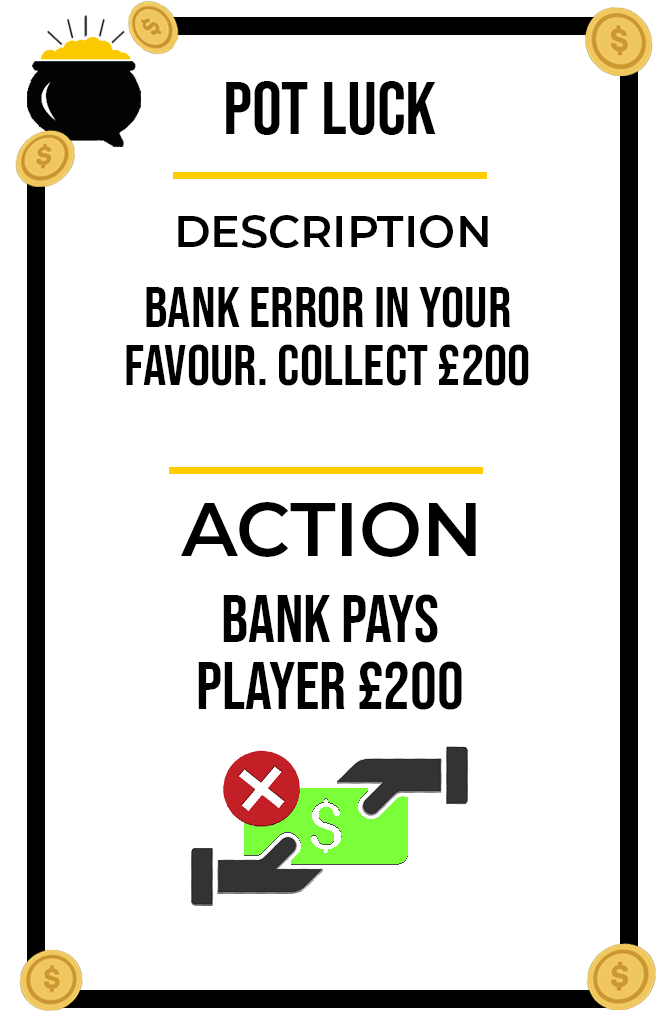 POT LUCK
DESCRIPTION
BANK ERROR IN YOUR
FAVOUR. COLLECT £200
ACTION
BANK PAYS
PLAYER £200
$
$
$
$
$
$